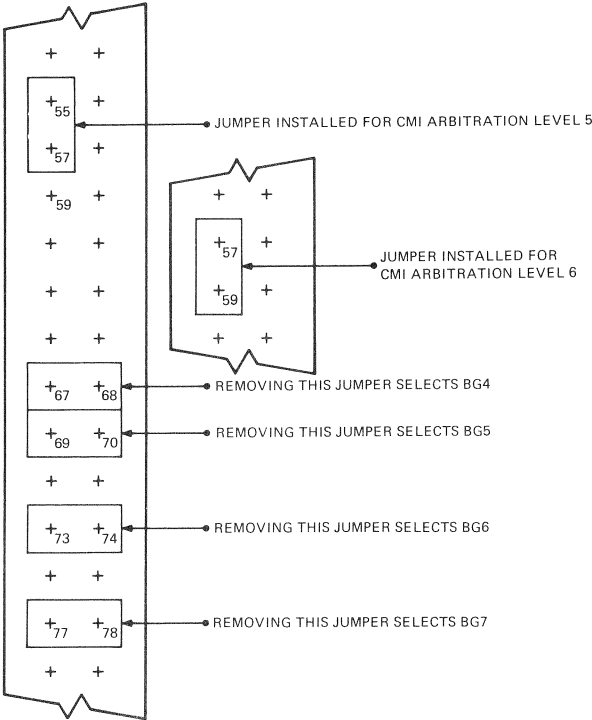 55
JUMPER INSTALLED FOR CMI ARBITRATION LEVEL 5
57
59
57
JUMPER INSTALLED FOR
CMI ARBITRATION LEVEL 6
59
67 68
REMOVING THIS JUMPER SELECTS BG4
69 70
REMOVING THIS JUMPER SELECTS BG5
73 74
REMOVING THIS JUMPER SELECTS BG6
77 78
REMOVING THIS JUMPER SELECTS BG7